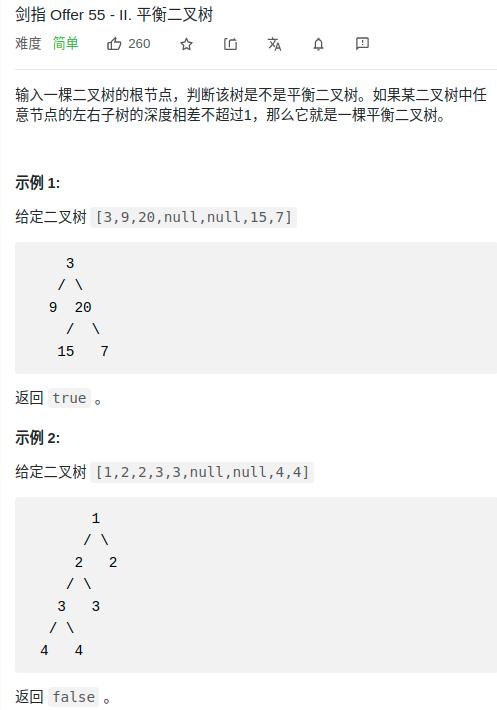 剑指 Offer 55 - II. 平衡二叉树
难度 简单 260
输入一棵二叉树的根节点，判断该树是不是平衡二叉树。如果某二叉树中任
意节点的左右子树的深度相差不超过1，那么它就是一棵平衡二叉树。
示例 1:
给定二叉树 [3,9,20,null,null,15,7]
3
/ \
9 20
/ \
15 7
返回 true 。
示例 2:
给定二叉树 [1,2,2,3,3,null,null,4,4]
1
/ \
2 2
/ \
3 3
/ \
4 4
返回 false 。